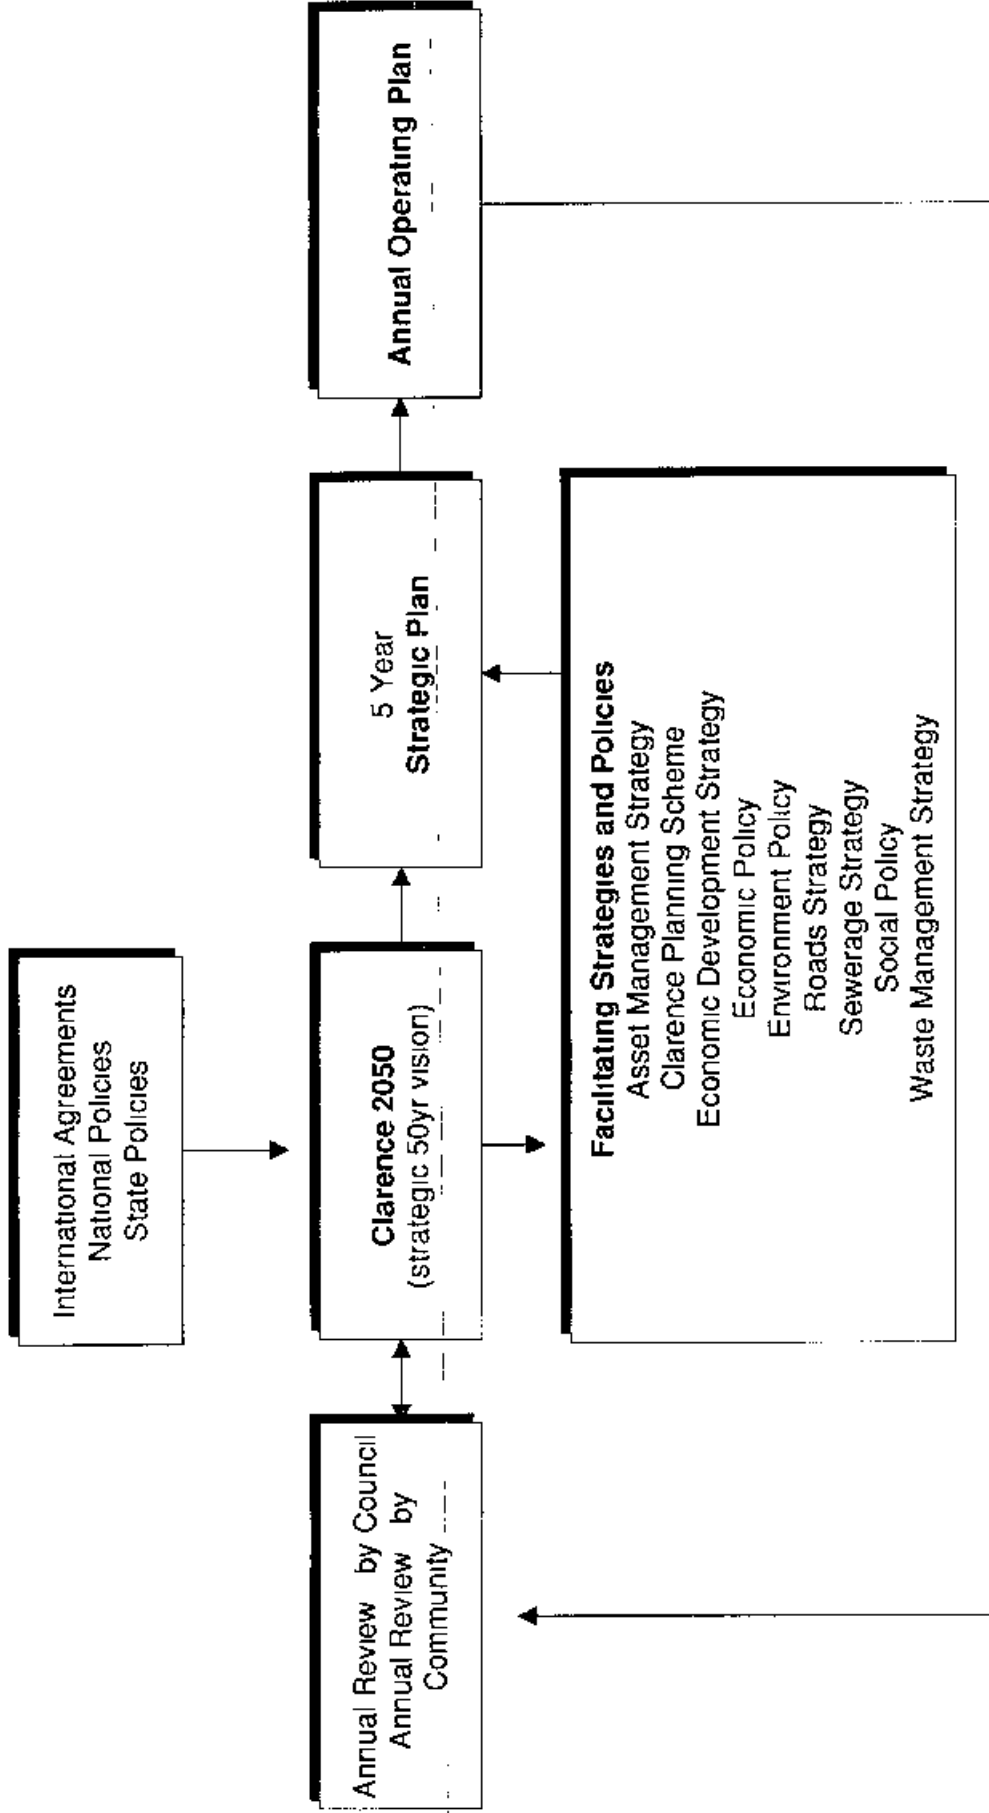 International Agreements
National Policies
State Policies
Annual Review by Council
Annual Review by
Community
Clarence 2050
(strategic 50yr vision)
5 Year
Strategic Plan
Annual Operating Plan
Facilitating Strategies and Policies
Asset Management Strategy
Clarence Planning Scheme
Economic Development Strategy
Economic Policy
Environment Policy
Roads Strategy
Sewerage Strategy
Social Policy
Waste Management Strategy